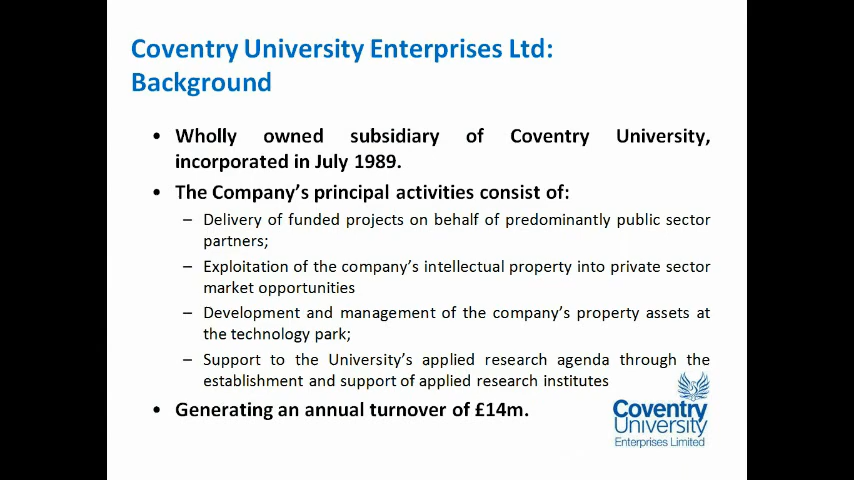 Coventry University Enterprises Ltd:
Background
• Wholly owned subsidiary of Coventry University,
incorporated in July 1989.
• The Company's principal activities consist of:
– Delivery of funded projects on behalf of predominantly public sector
partners;
– Exploitation of the company's intellectual property into private sector
market opportunities
– Development and management of the company's property assets at
the technology park;
– Support to the University's applied research agenda through the
establishment and support of applied research institutes
• Generating an annual turnover of £14m.
Coventry
University
Enterprises Limited